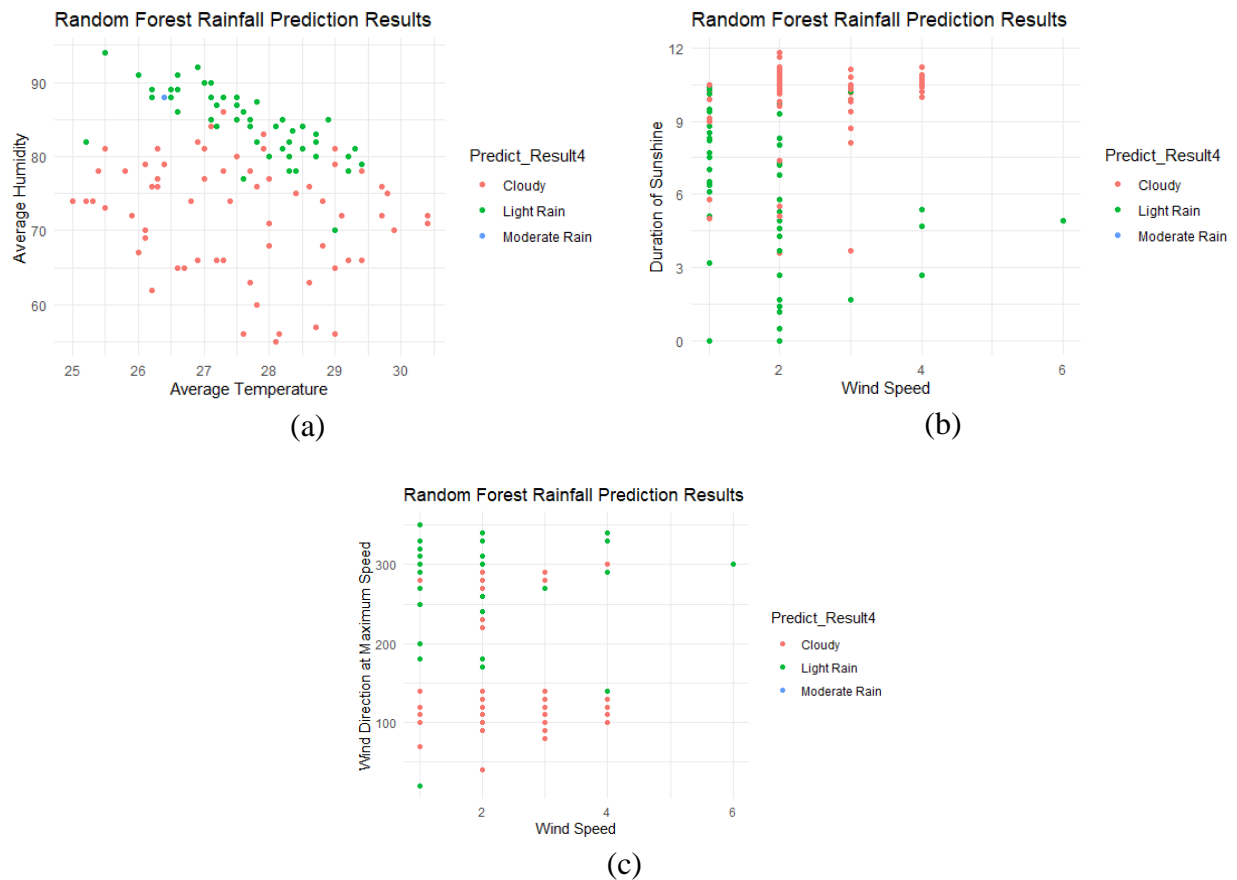 Random Forest Rainfall Prediction Results
90
80
70
60
Average Humidity
25 26 27 28 29 30
Average Temperature
Predict_Result4
Cloudy
Light Rain
Moderate Rain
(a)
Random Forest Rainfall Prediction Results
12
9
6
3
0
Duration of Sunshine
2 4 6
Wind Speed
Predict_Result4
Cloudy
Light Rain
Moderate Rain
(b)
Random Forest Rainfall Prediction Results
300
200
100
Wind Direction at Maximum Speed
2 4 6
Wind Speed
Predict_Result4
Cloudy
Light Rain
Moderate Rain
(c)